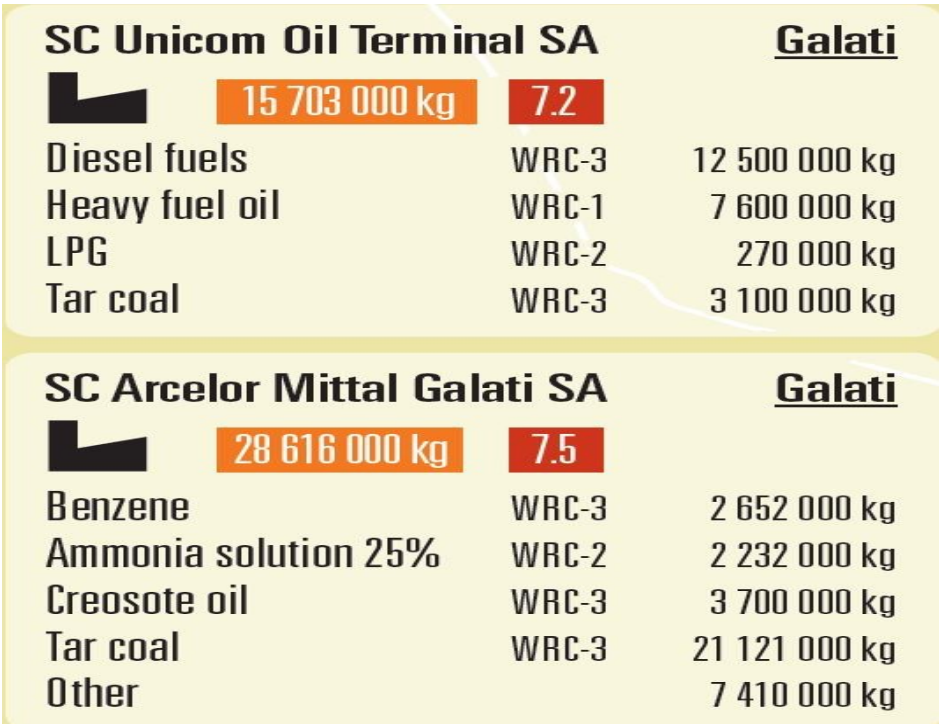 SC Unicom Oil Terminal SA Galati
15 703 000 kg 7.2
Diesel fuels WRC-3 12 500 000 kg
Heavy fuel oil WRC-1 7 600 000 kg
LPG WRC-2 270 000 kg
Tar coal WRC-3 3 100 000 kg
SC Arcelor Mittal Galati SA Galati
28 616 000 kg 7.5
Benzene WRC-3 2 652 000 kg
Ammonia solution 25% WRC-2 2 232 000 kg
Creosote oil WRC-3 3 700 000 kg
Tar coal WRC-3 21 121 000 kg
Other 7 410 000 kg